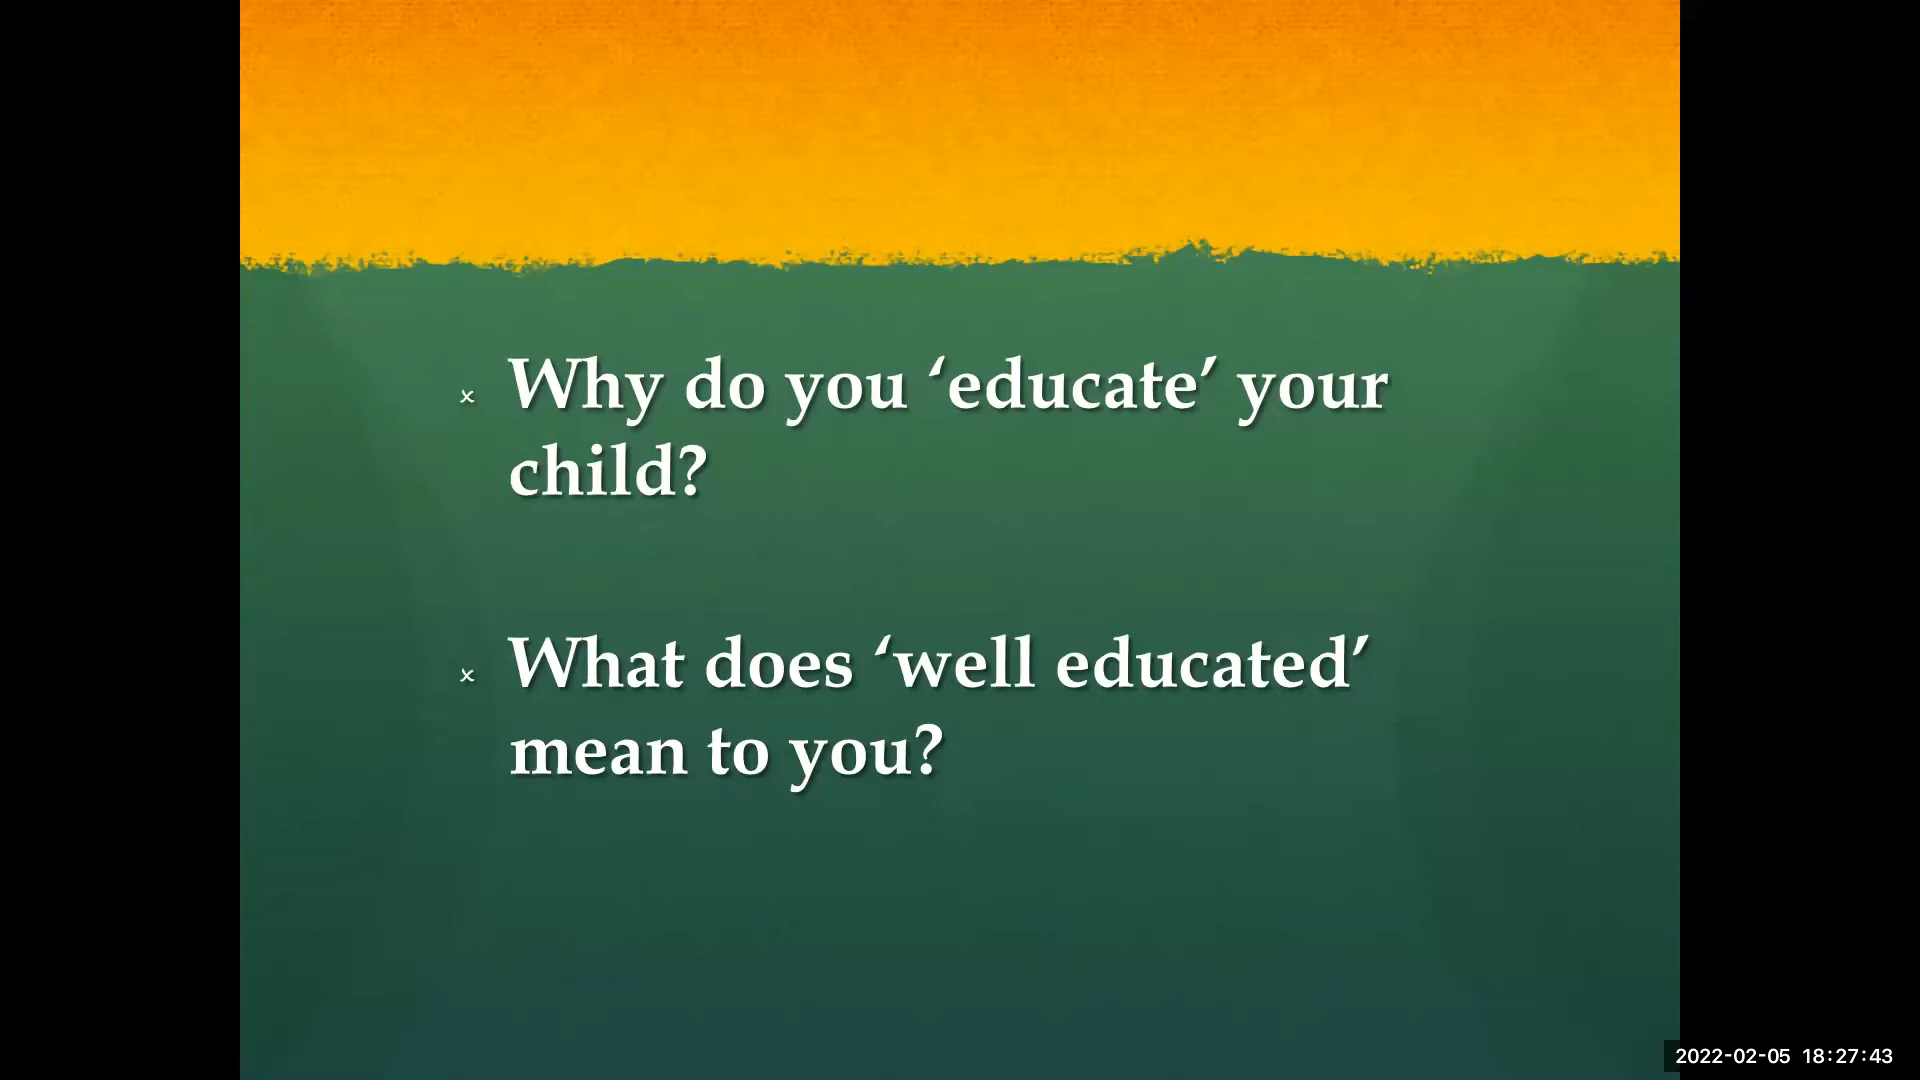 × Why do you ‘educate’ your
child?
× What does ‘well educated’
mean to you?
2022-02-05 18:27:43